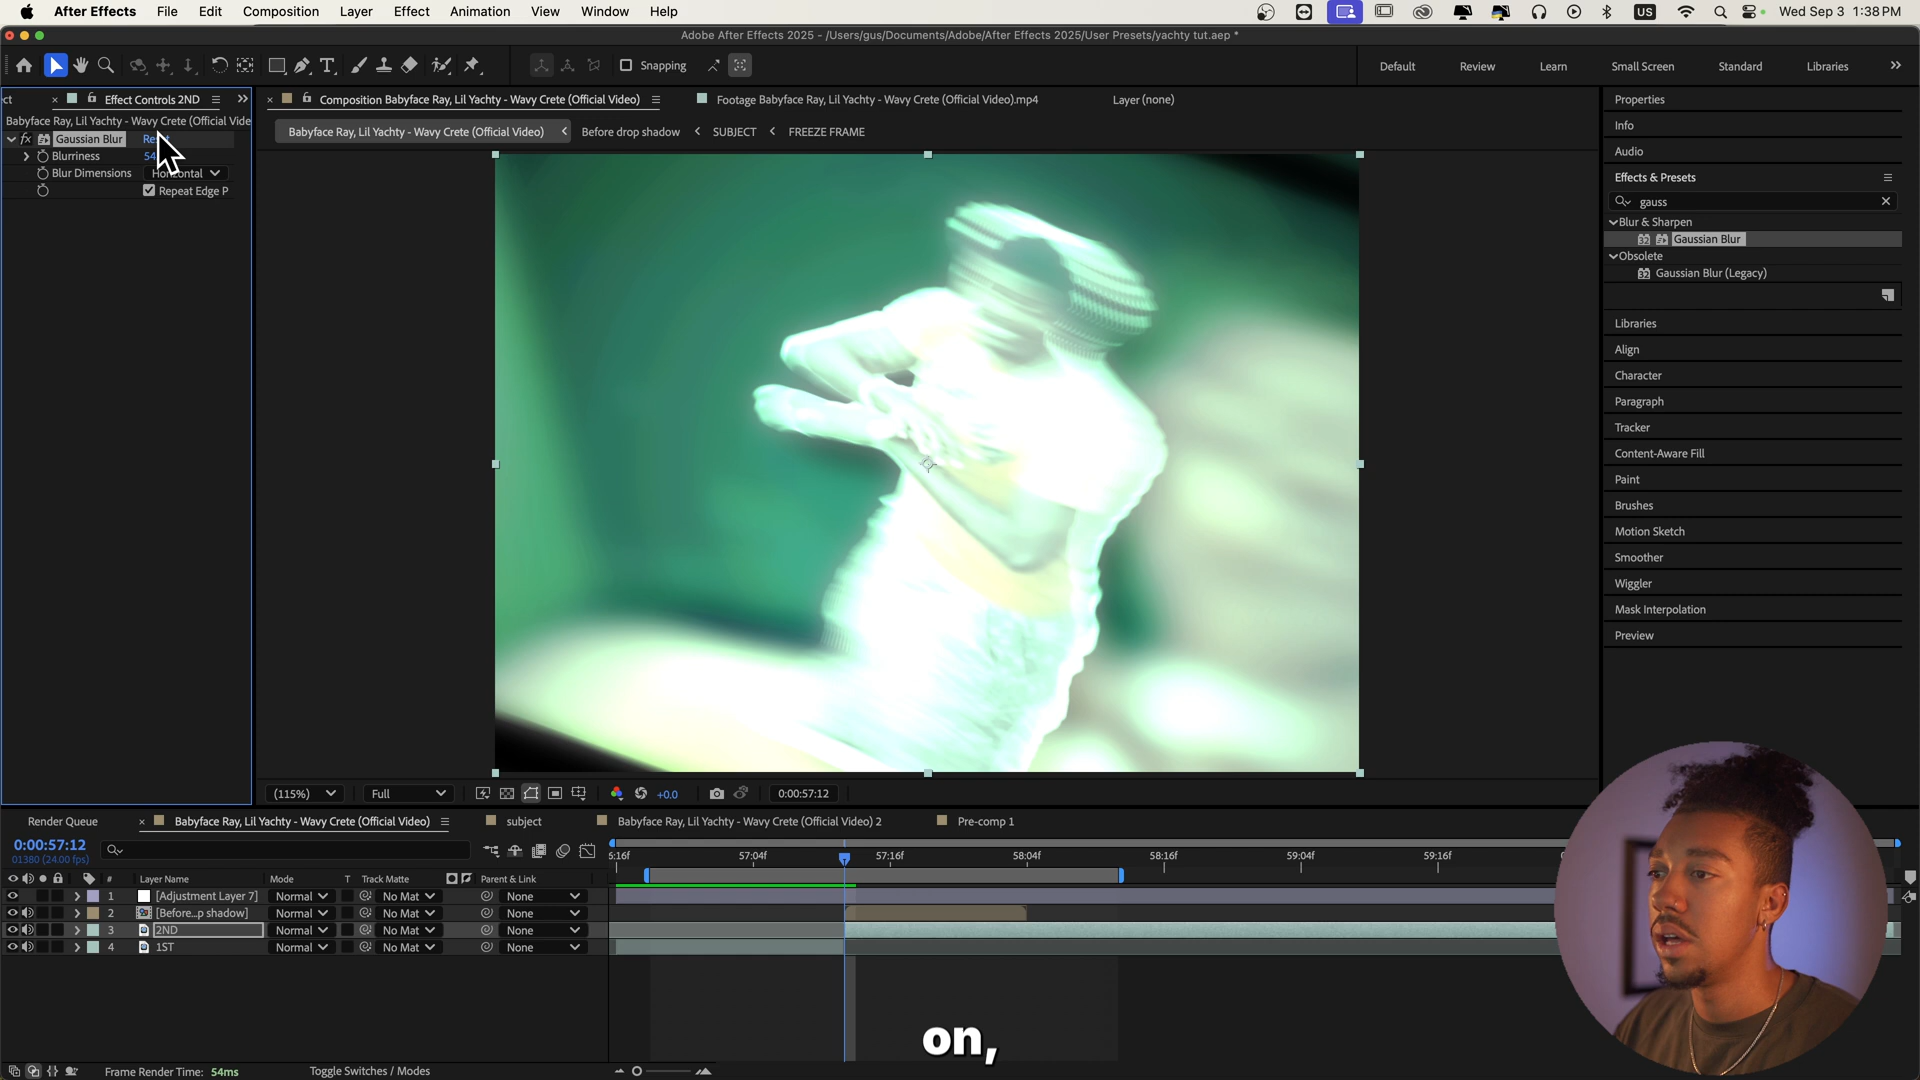 After Effects File Edit Composition Layer Effect Animation View Window Help US Wed Sep 3 1:38 PM
Adobe After Effects 2025 - /Users/gus/Documents/Adobe/After Effects 2025/User Presets/yachty tut.aep *
Snapping Default Review Learn Small Screen Standard Libraries
ct Effect Controls 2ND Composition Babyface Ray, Lil Yachty - Wavy Crete (Official Video) Footage Babyface Ray, Lil Yachty - Wavy Crete (Official Video).mp4 Layer (none) Properties
Babyface Ray, Lil Yachty - Wavy Crete (Official Vide
Babyface Ray, Lil Yachty - Wavy Crete (Official Video) Before drop shadow SUBJECT FREEZE FRAME
Info
fx Gaussian Blur
Blurriness 54
Blur Dimensions Horizontal
Repeat Edge P
Audio
Effects & Presets
gauss
Blur & Sharpen
32 Gaussian Blur
Obsolete
32 Gaussian Blur (Legacy)
Libraries
Align
Character
Paragraph
Tracker
Content-Aware Fill
Paint
Brushes
Motion Sketch
Smoother
Wiggler
Mask Interpolation
Preview
(115%) Full +0.0 0:00:57:12
Render Queue Babyface Ray, Lil Yachty - Wavy Crete (Official Video) subject Babyface Ray, Lil Yachty - Wavy Crete (Official Video) 2 Pre-comp 1
0:00:57:12
01380 (24.00 fps)
5:16f 57:04f 57:16f 58:04f 58:16f 59:04f 59:16f
# Layer Name Mode T Track Matte Parent & Link
1 [Adjustment Layer 7] Normal No Mat None
2 [Before...p shadow] Normal No Mat None
3 2ND Normal No Mat None
4 1ST Normal No Mat None
on,
Frame Render Time: 54ms Toggle Switches / Modes